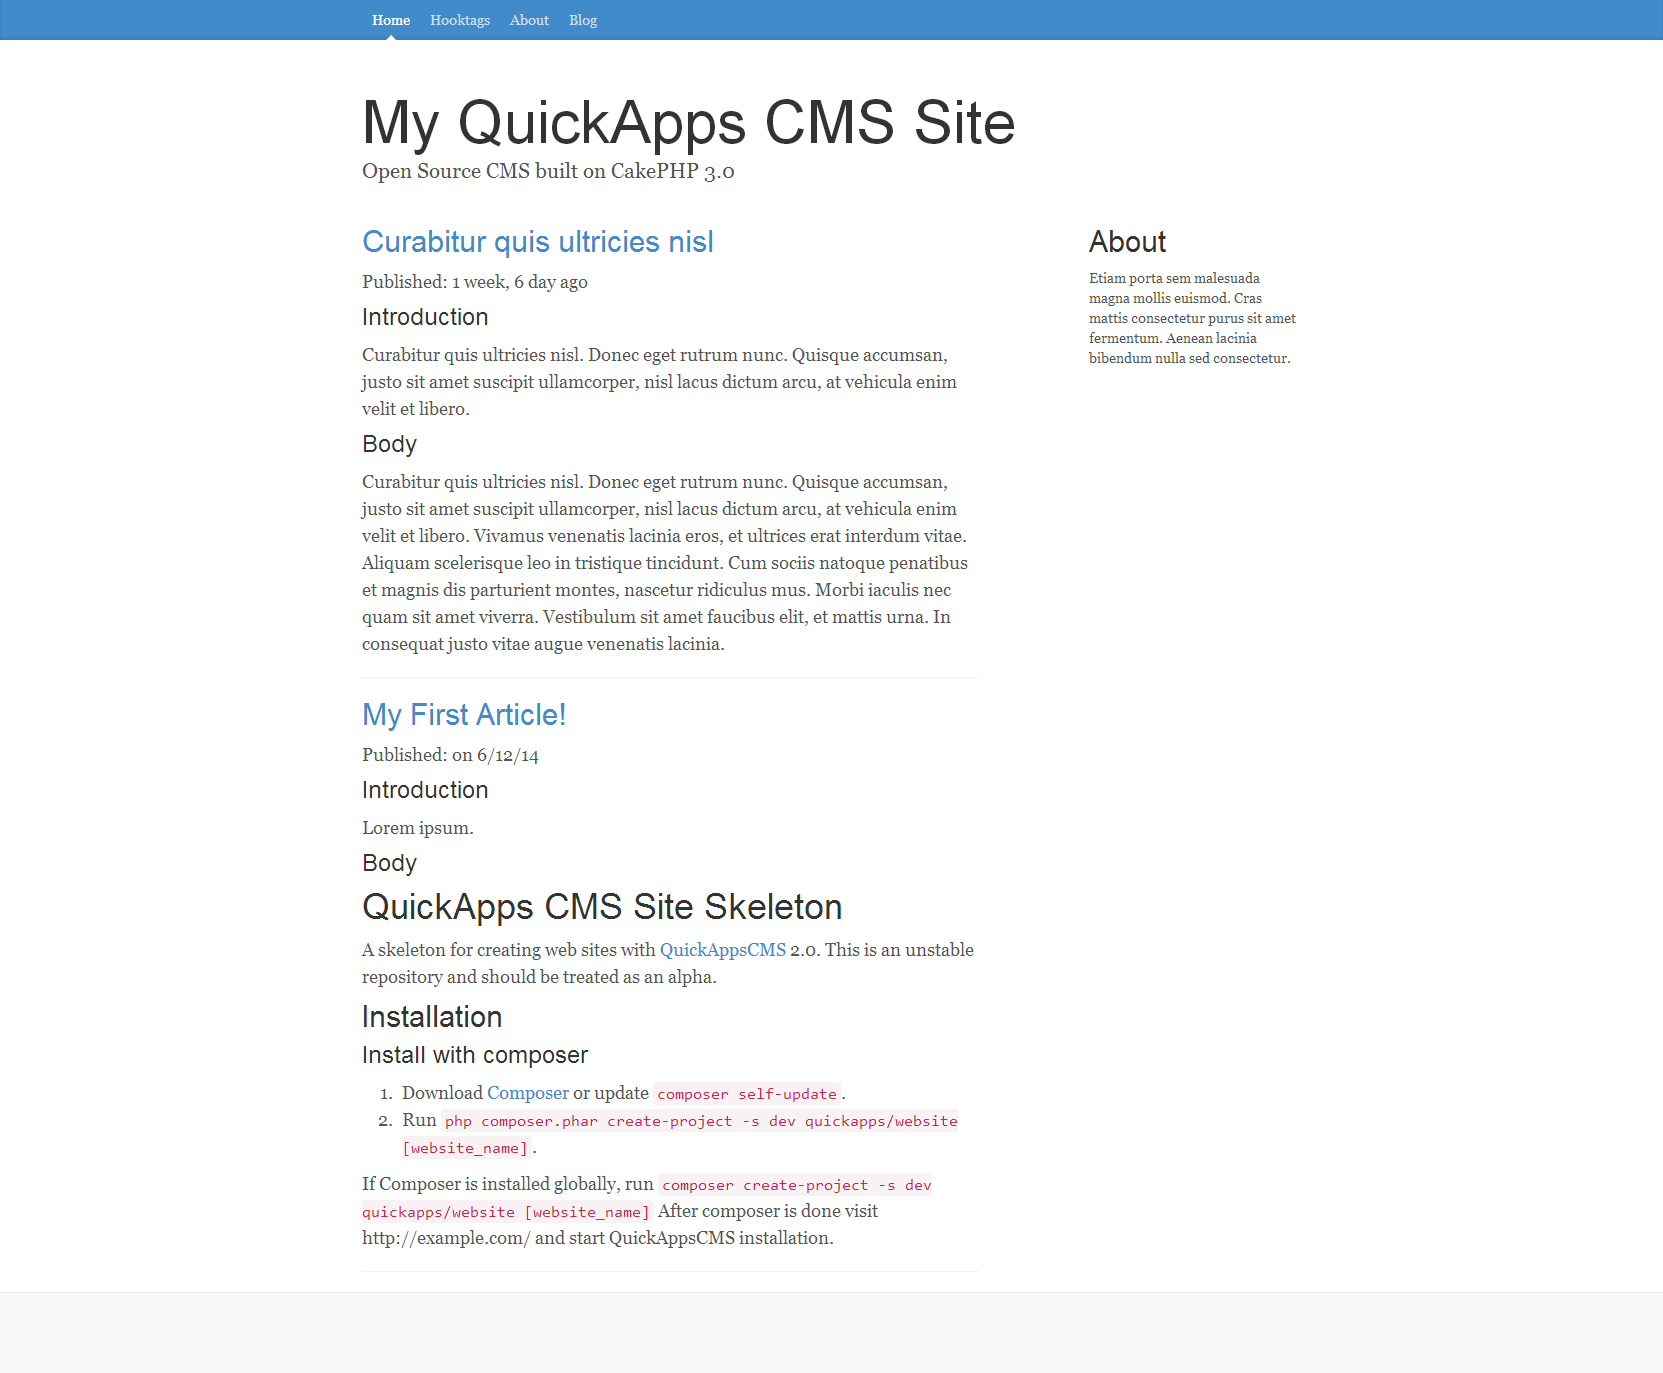 Home Hooktags About Blog
My QuickApps CMS Site
Open Source CMS built on CakePHP 3.0
Curabitur quis ultricies nisl
Published: 1 week, 6 day ago
Introduction
Curabitur quis ultricies nisl. Donec eget rutrum nunc. Quisque accumsan,
justo sit amet suscipit ullamcorper, nisl lacus dictum arcu, at vehicula enim
velit et libero.
Body
Curabitur quis ultricies nisl. Donec eget rutrum nunc. Quisque accumsan,
justo sit amet suscipit ullamcorper, nisl lacus dictum arcu, at vehicula enim
velit et libero. Vivamus venenatis lacinia eros, et ultrices erat interdum vitae.
Aliquam scelerisque leo in tristique tincidunt. Cum sociis natoque penatibus
et magnis dis parturient montes, nascetur ridiculus mus. Morbi iaculis nec
quam sit amet viverra. Vestibulum sit amet faucibus elit, et mattis urna. In
consequat justo vitae augue venenatis lacinia.
My First Article!
Published: on 6/12/14
Introduction
Lorem ipsum.
Body
QuickApps CMS Site Skeleton
A skeleton for creating web sites with QuickAppsCMS 2.0. This is an unstable
repository and should be treated as an alpha.
Installation
Install with composer
1. Download Composer or update composer self-update.
2. Run php composer.phar create-project -s dev quickapps/website
[website_name].
If Composer is installed globally, run composer create-project -s dev
quickapps/website [website_name] After composer is done visit
http://example.com/ and start QuickAppsCMS installation.
About
Etiam porta sem malesuada
magna mollis euismod. Cras
mattis consectetur purus sit amet
fermentum. Aenean lacinia
bibendum nulla sed consectetur.